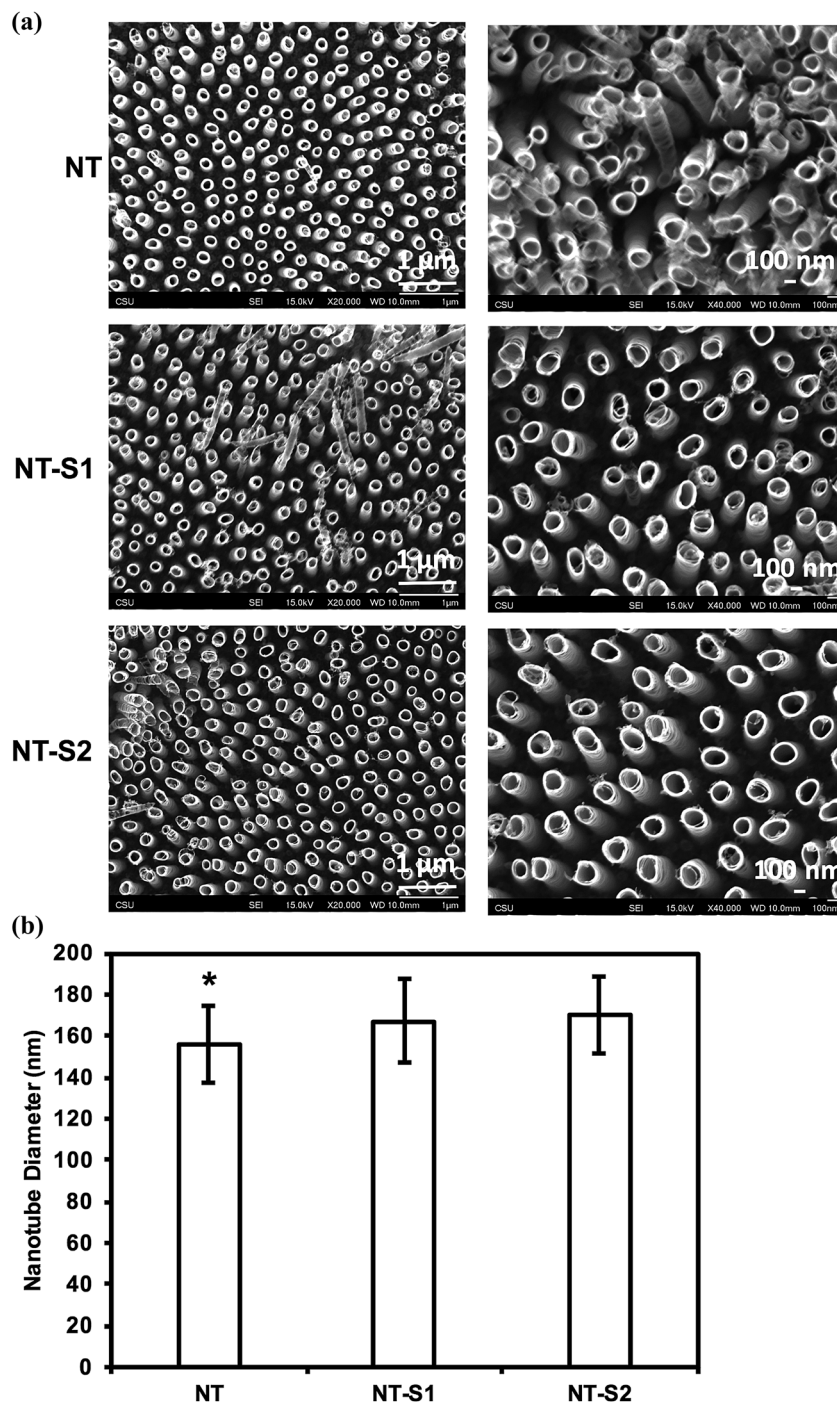 (a)
NT
1 μm
CSU SEI 15.0kV X20,000 WD 10.0mm 1μm
100 nm
CSU SEI 15.0kV X40,000 WD 10.0mm 100nm
NT-S1
1 μm
CSU SEI 15.0kV X20,000 WD 10.0mm 1μm
100 nm
CSU SEI 15.0kV X40,000 WD 10.0mm 100nm
NT-S2
1 μm
CSU SEI 15.0kV X20,000 WD 10.0mm 1μm
100 nm
CSU SEI 15.0kV X40,000 WD 10.0mm 100nm
(b)
Nanotube Diameter (nm)
200
180
160
140
120
100
80
60
40
20
0
*
NT NT-S1 NT-S2